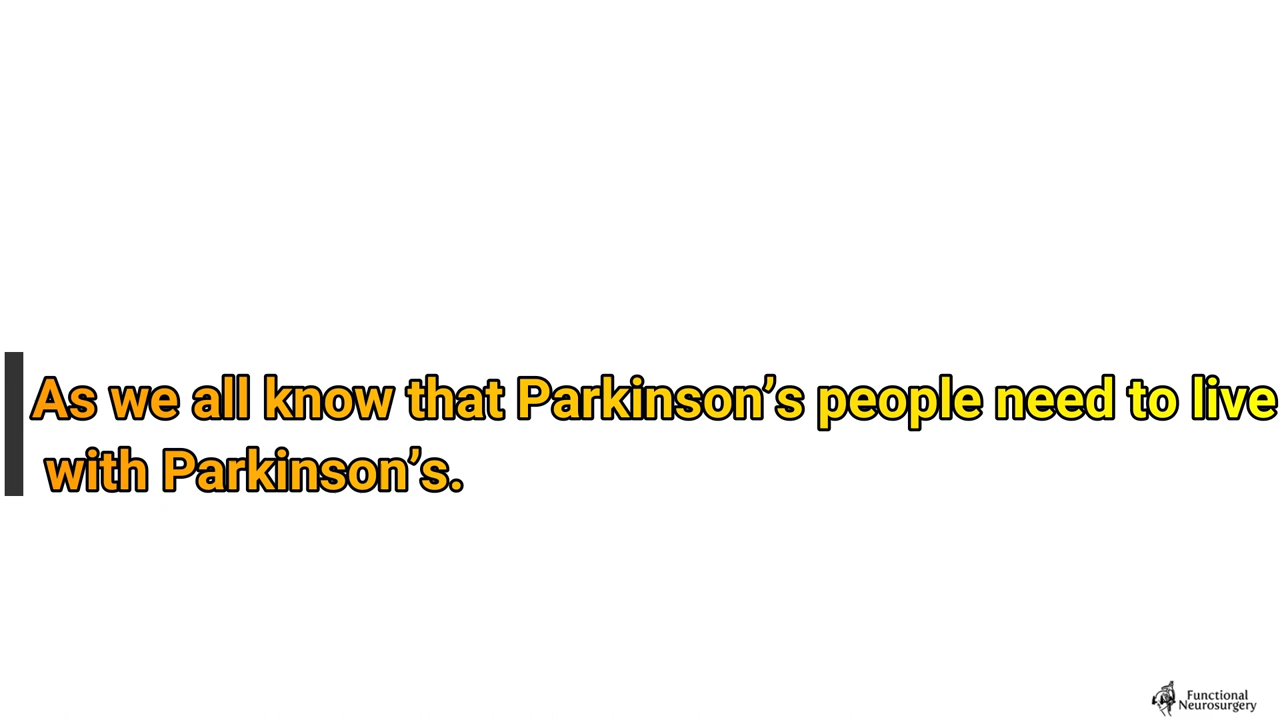 As we all know that Parkinson’s people need to live
with Parkinson’s.
Functional
Neurosurgery